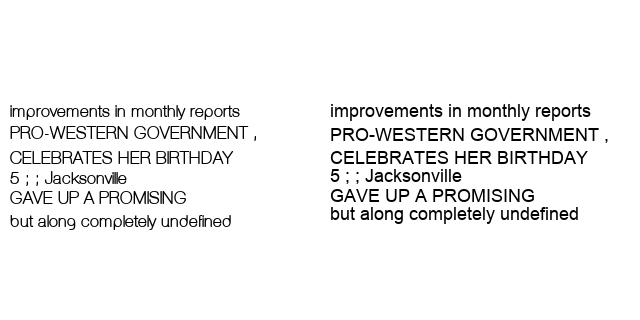 improvements in monthly reports
PRO-WESTERN GOVERNMENT ,
CELEBRATES HER BIRTHDAY
5 ; ; Jacksonville
GAVE UP A PROMISING
but along completely undefined
improvements in monthly reports
PRO-WESTERN GOVERNMENT ,
CELEBRATES HER BIRTHDAY
5 ; ; Jacksonville
GAVE UP A PROMISING
but along completely undefined